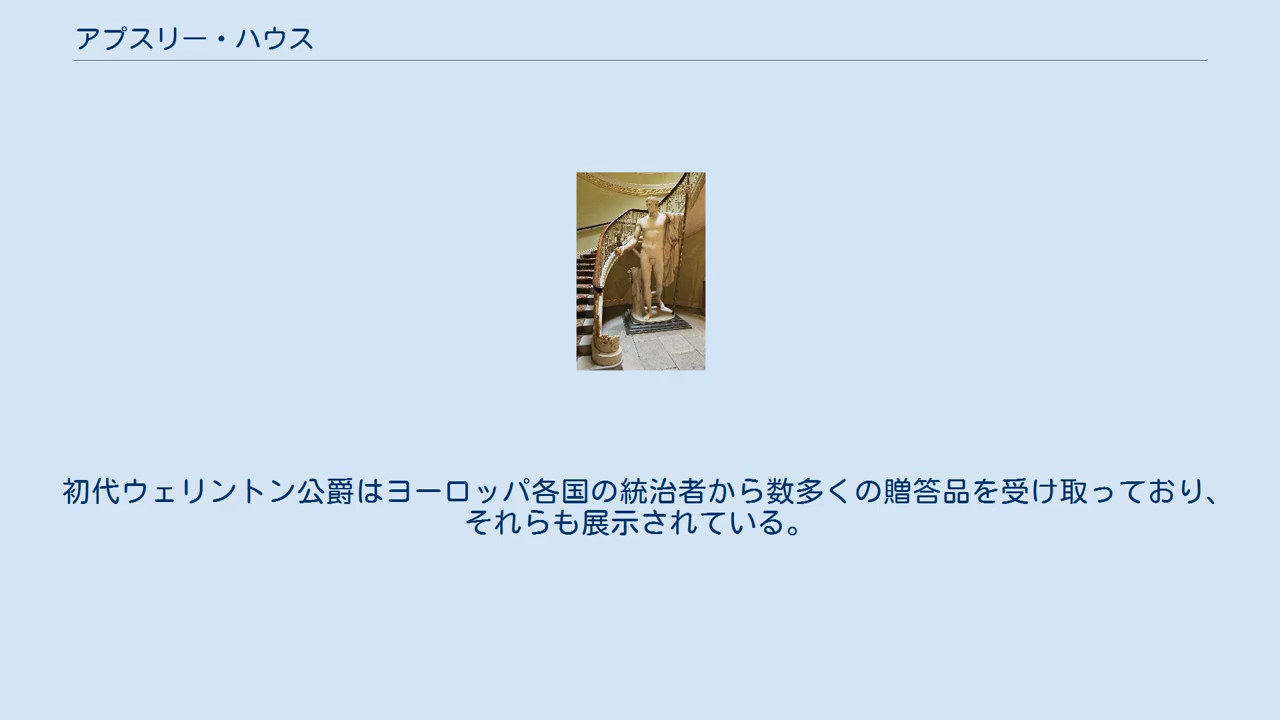 アプスリー・ハウス
初代ウェリントン公爵はヨーロッパ各国の統治者から数多くの贈答品を受け取っており、
それらも展示されている。